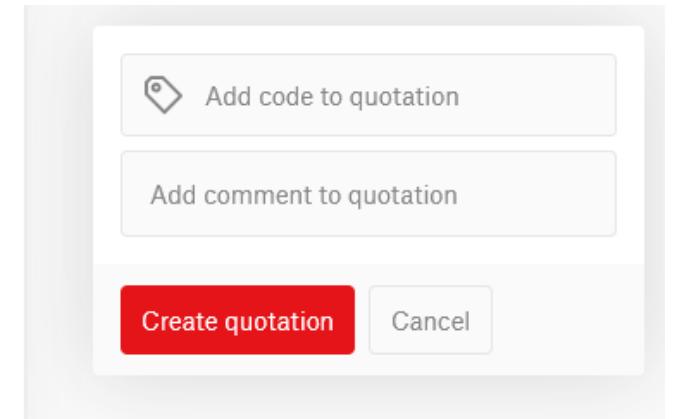 Add code to quotation
Add comment to quotation
Create quotation
Cancel